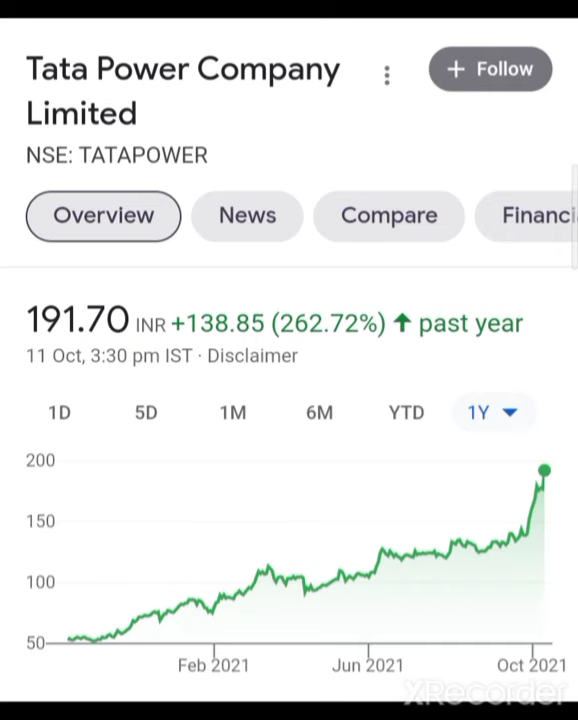 Tata Power Company
Limited
+ Follow
NSE: TATAPOWER
Overview News Compare Financi
191.70 INR +138.85 (262.72%) ↑ past year
11 Oct, 3:30 pm IST · Disclaimer
1D 5D 1M 6M YTD 1Y
200
150
100
50
Feb 2021 Jun 2021 Oct 2021
XRecorder